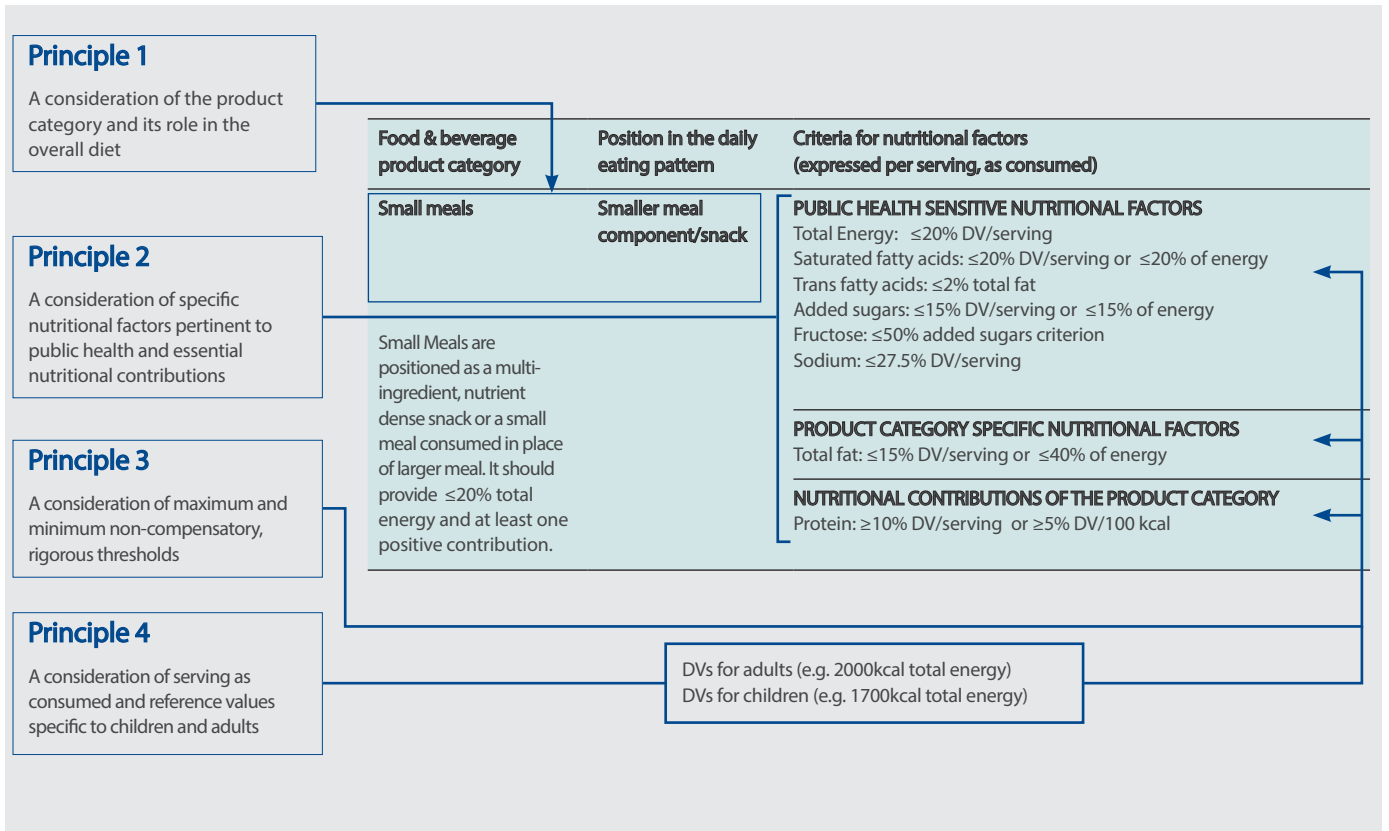 Principle 1
A consideration of the product
category and its role in the
overall diet
Principle 2
A consideration of specific
nutritional factors pertinent to
public health and essential
nutritional contributions
Principle 3
A consideration of maximum and
minimum non-compensatory,
rigorous thresholds
Principle 4
A consideration of serving as
consumed and reference values
specific to children and adults
Food & beverage
product category
Position in the daily
eating pattern
Criteria for nutritional factors
(expressed per serving, as consumed)
Small meals
Smaller meal
component/snack
Small Meals are
positioned as a multi-
ingredient, nutrient
dense snack or a small
meal consumed in place
of larger meal. It should
provide ≤20% total
energy and at least one
positive contribution.
PUBLIC HEALTH SENSITIVE NUTRITIONAL FACTORS
Total Energy: ≤20% DV/serving
Saturated fatty acids: ≤20% DV/serving or ≤20% of energy
Trans fatty acids: ≤2% total fat
Added sugars: ≤15% DV/serving or ≤15% of energy
Fructose: ≤50% added sugars criterion
Sodium: ≤27.5% DV/serving
PRODUCT CATEGORY SPECIFIC NUTRITIONAL FACTORS
Total fat: ≤15% DV/serving or ≤40% of energy
NUTRITIONAL CONTRIBUTIONS OF THE PRODUCT CATEGORY
Protein: ≥10% DV/serving or ≥5% DV/100 kcal
DVs for adults (e.g. 2000kcal total energy)
DVs for children (e.g. 1700kcal total energy)